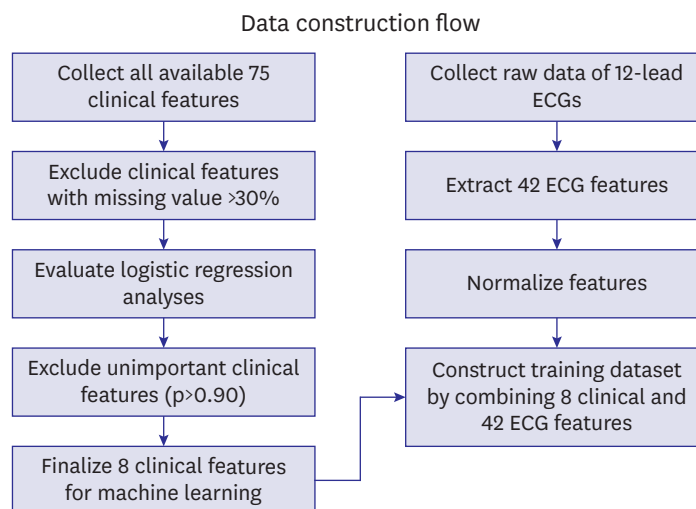 Data construction flow
Collect all available 75
clinical features
Exclude clinical features
with missing value >30%
Evaluate logistic regression
analyses
Exclude unimportant clinical
features (p>0.90)
Finalize 8 clinical features
for machine learning
Collect raw data of 12-lead
ECGs
Extract 42 ECG features
Normalize features
Construct training dataset
by combining 8 clinical and
42 ECG features